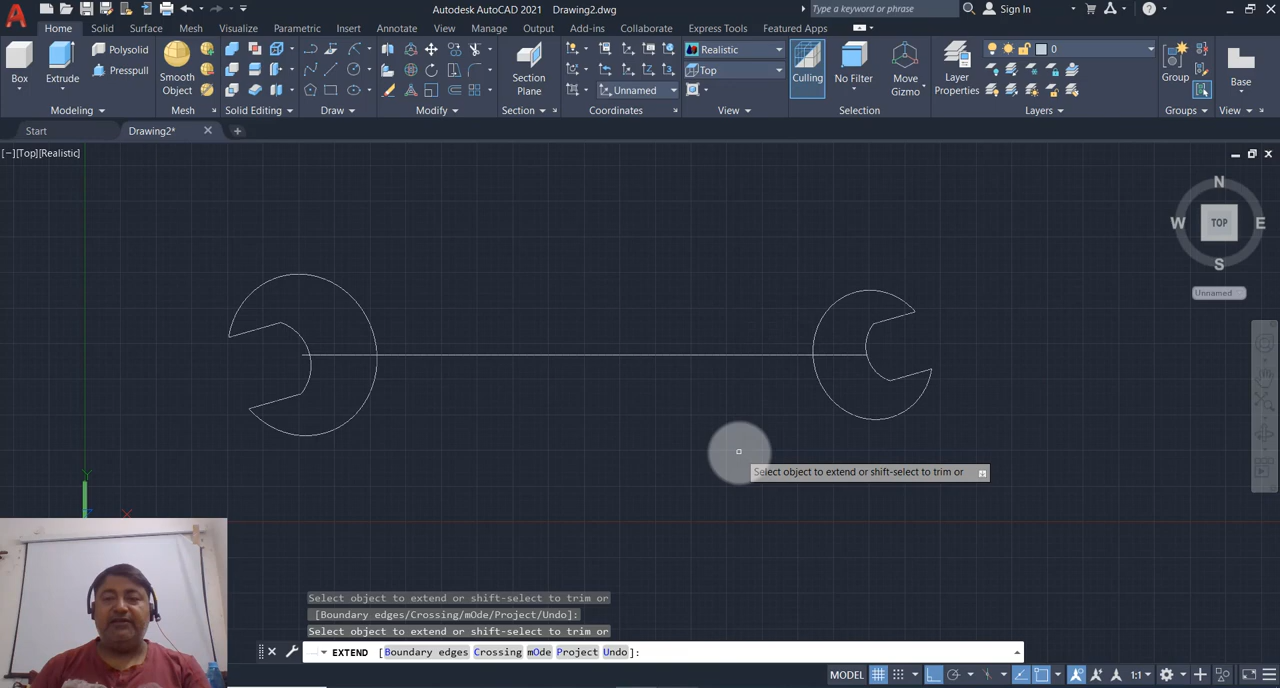 Autodesk AutoCAD 2021 Drawing2.dwg
Type a keyword or phrase
Sign In
Home Solid Surface Mesh Visualize Parametric Insert Annotate View Manage Output Add-ins Collaborate Express Tools Featured Apps
Box
Extrude
Polysolid
Presspull
Smooth
Object
Section
Plane
Unnamed
Realistic
Top
Culling
No Filter
Move
Gizmo
Layer
Properties
0
Group
Base
Modeling
Mesh
Solid Editing
Draw
Modify
Section
Coordinates
View
Selection
Layers
Groups
View
Start
Drawing2*
[−][Top][Realistic]
N
W
TOP
E
S
Unnamed
Select object to extend or shift-select to trim or
Y
X
Select object to extend or shift-select to trim or
[Boundary edges/Crossing/mOde/Project/Undo]:
Select object to extend or shift-select to trim or
EXTEND [Boundary edges Crossing mOde Project Undo]:
MODEL
1:1